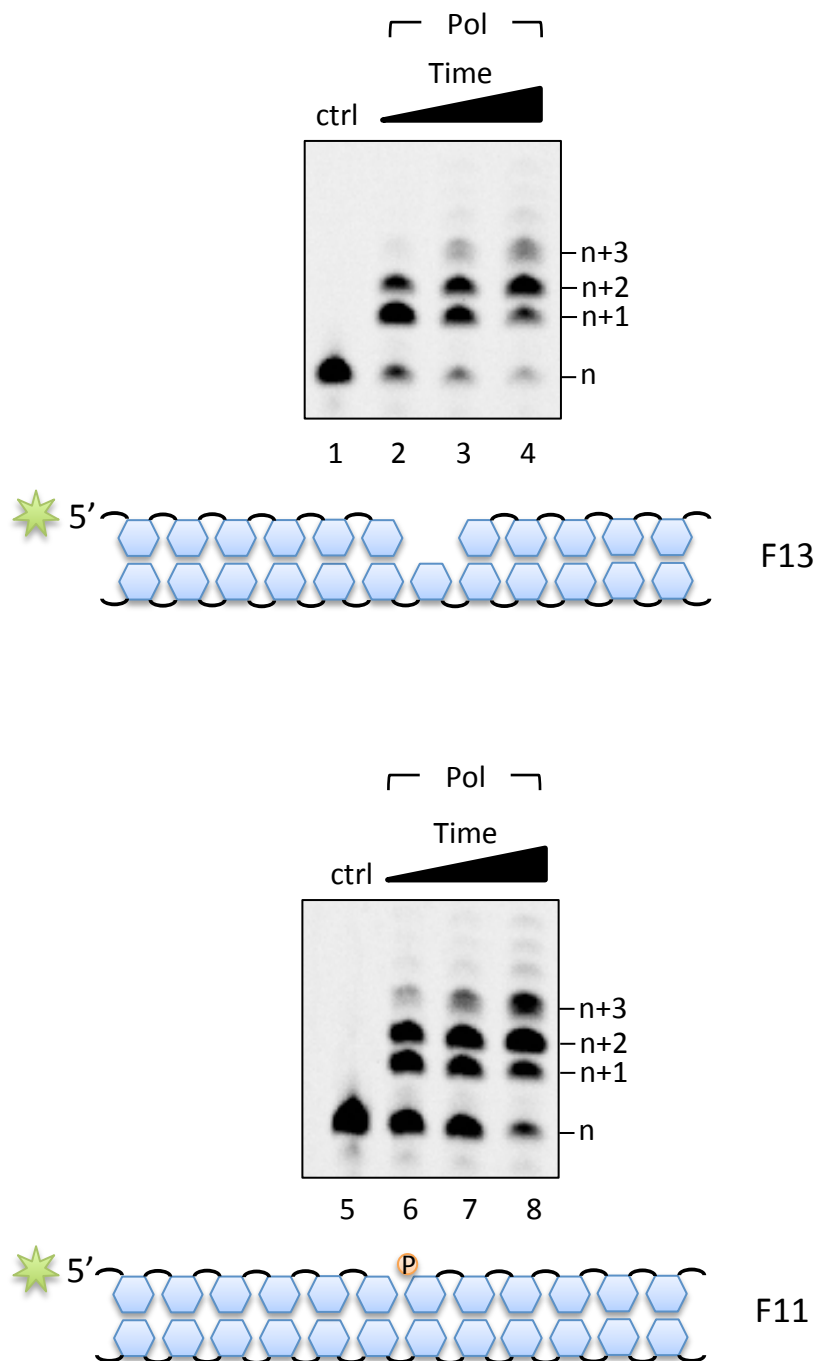 Pol
Time
ctrl
n+3
n+2
n+1
n
1 2 3 4
5’
F13
Pol
Time
ctrl
n+3
n+2
n+1
n
5 6 7 8
P
5’
F11